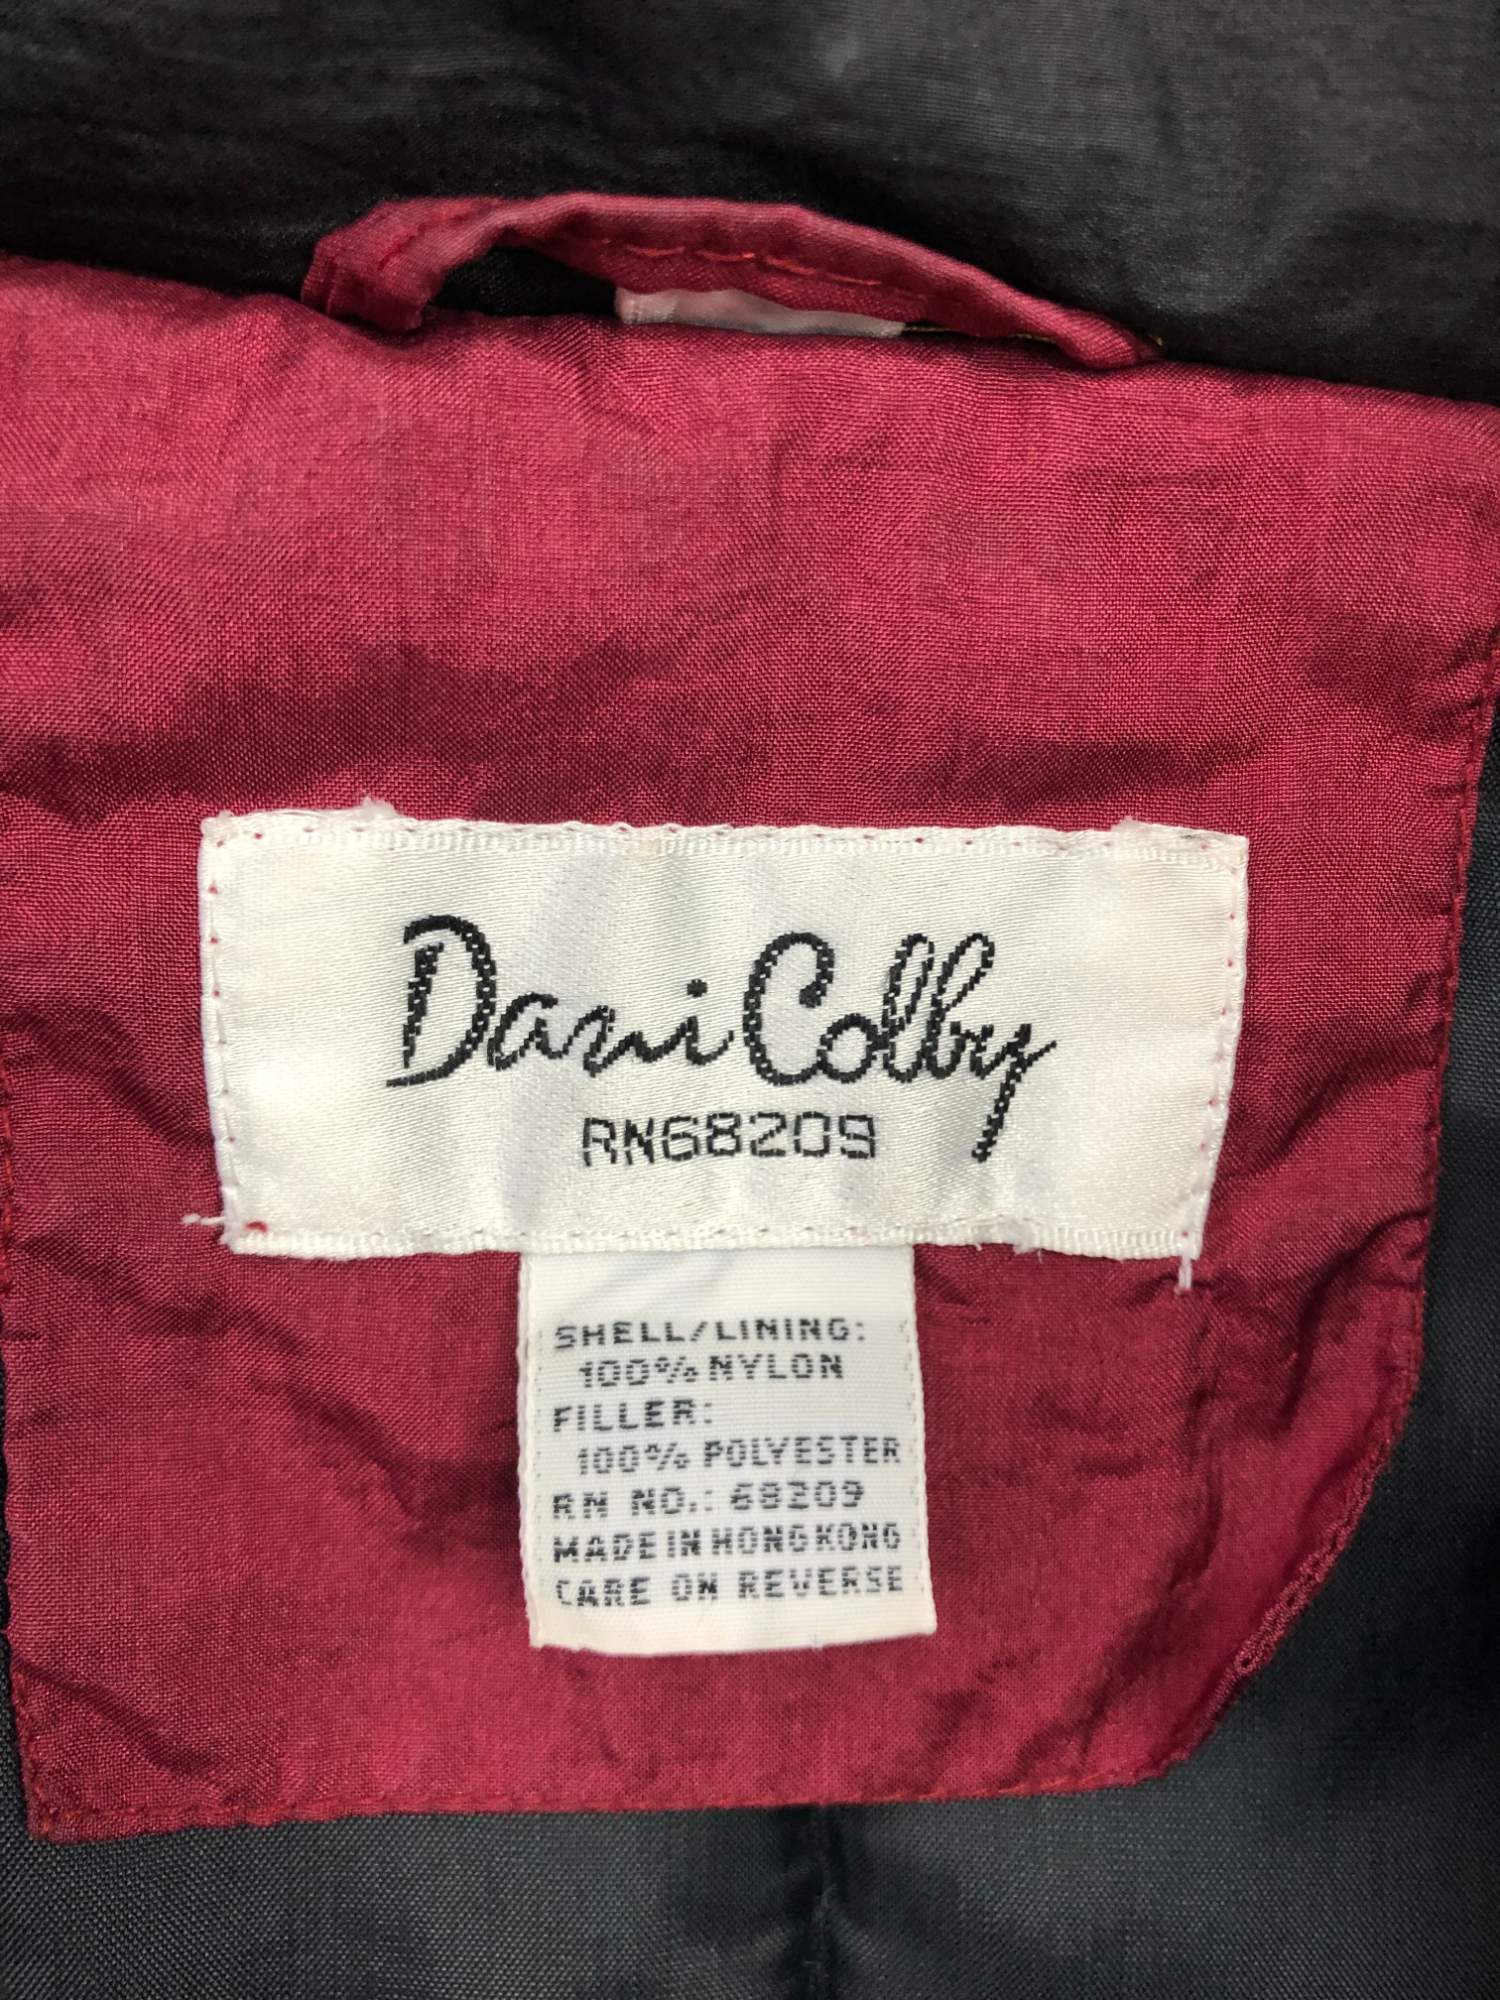 Dani Colby
RN68209
SHELL/LINING:
100% NYLON
FILLER:
100% POLYESTER
RN NO.: 68209
MADE IN HONG KONG
CARE ON REVERSE